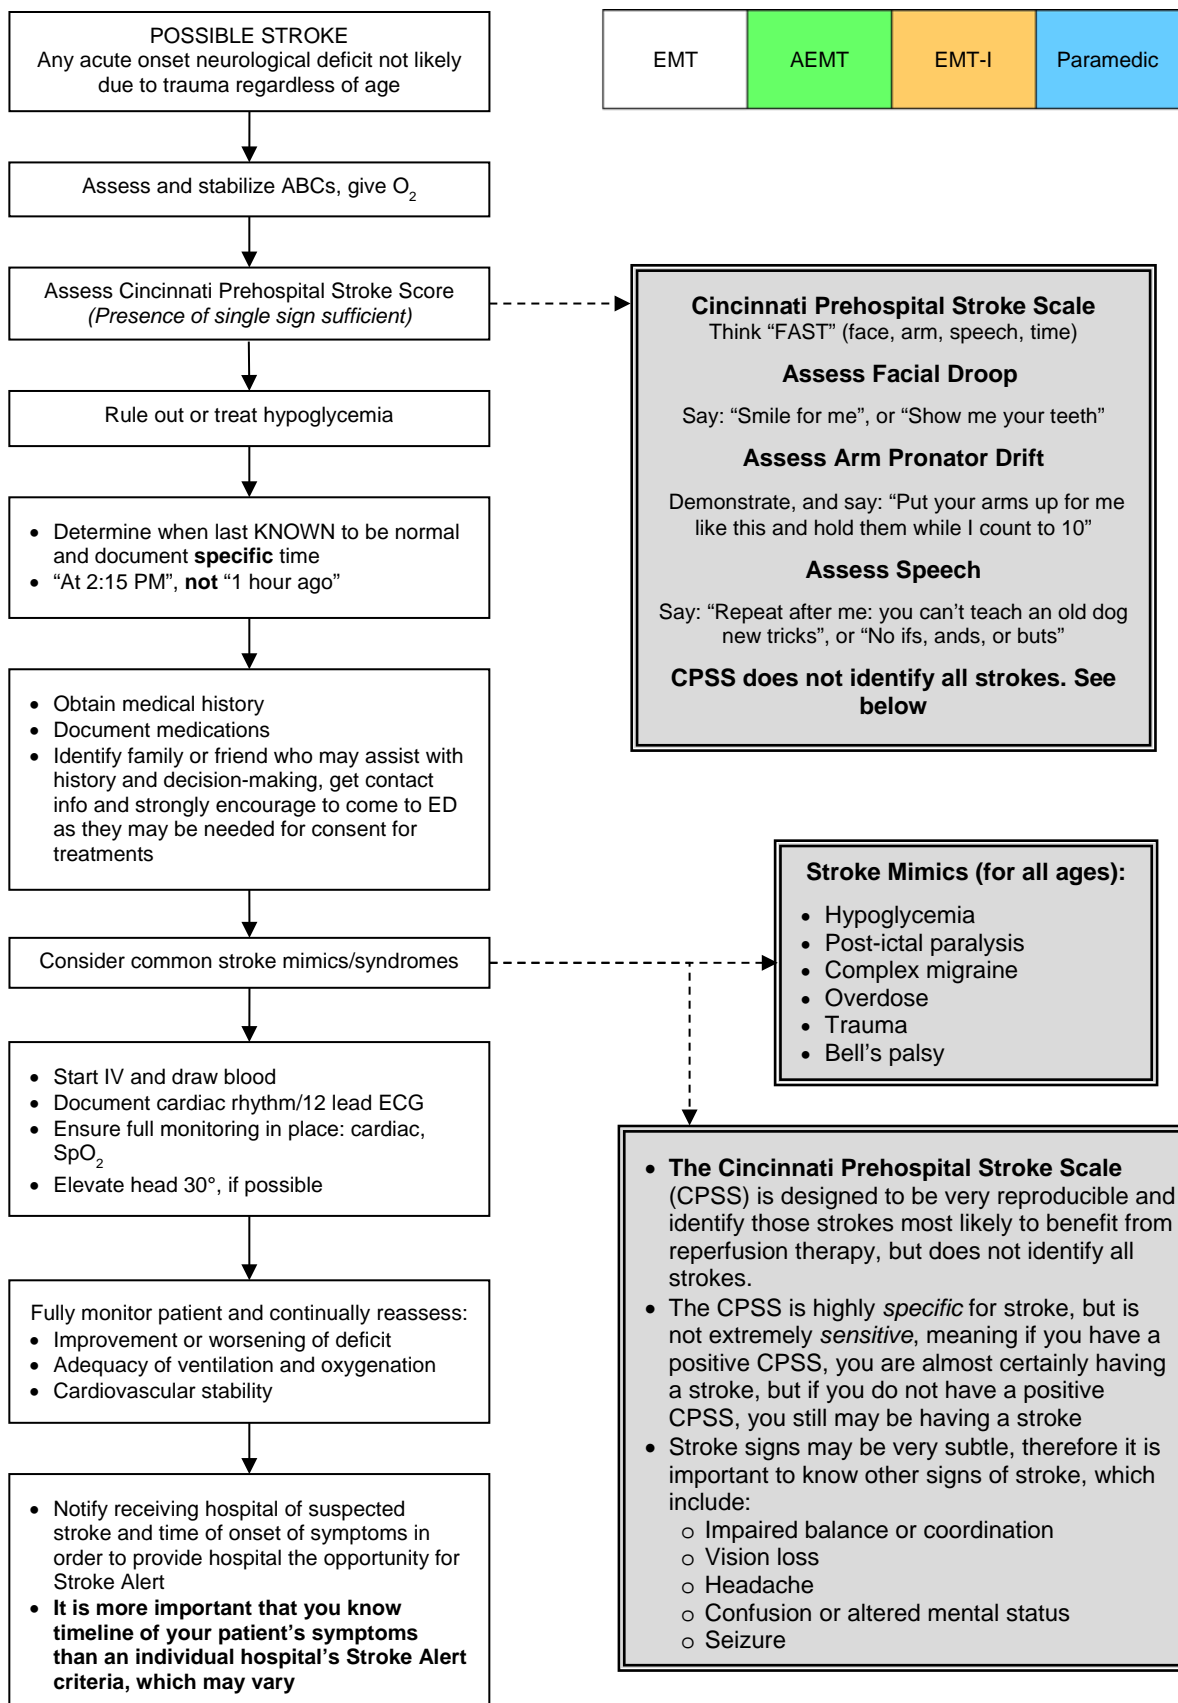 POSSIBLE STROKE
Any acute onset neurological deficit not likely
due to trauma regardless of age
EMT
AEMT
EMT-I
Paramedic
Assess and stabilize ABCs, give O2
Assess Cincinnati Prehospital Stroke Score
(Presence of single sign sufficient)
Rule out or treat hypoglycemia
• Determine when last KNOWN to be normal
and document specific time
• “At 2:15 PM”, not “1 hour ago”
• Obtain medical history
• Document medications
• Identify family or friend who may assist with
history and decision-making, get contact
info and strongly encourage to come to ED
as they may be needed for consent for
treatments
Consider common stroke mimics/syndromes
• Start IV and draw blood
• Document cardiac rhythm/12 lead ECG
• Ensure full monitoring in place: cardiac,
SpO2
• Elevate head 30°, if possible
Fully monitor patient and continually reassess:
• Improvement or worsening of deficit
• Adequacy of ventilation and oxygenation
• Cardiovascular stability
• Notify receiving hospital of suspected
stroke and time of onset of symptoms in
order to provide hospital the opportunity for
Stroke Alert
• It is more important that you know
timeline of your patient’s symptoms
than an individual hospital’s Stroke Alert
criteria, which may vary
Cincinnati Prehospital Stroke Scale
Think “FAST” (face, arm, speech, time)
Assess Facial Droop
Say: “Smile for me”, or “Show me your teeth”
Assess Arm Pronator Drift
Demonstrate, and say: “Put your arms up for me
like this and hold them while I count to 10”
Assess Speech
Say: “Repeat after me: you can’t teach an old dog
new tricks”, or “No ifs, ands, or buts”
CPSS does not identify all strokes. See
below
Stroke Mimics (for all ages):
• Hypoglycemia
• Post-ictal paralysis
• Complex migraine
• Overdose
• Trauma
• Bell’s palsy
• The Cincinnati Prehospital Stroke Scale
(CPSS) is designed to be very reproducible and
identify those strokes most likely to benefit from
reperfusion therapy, but does not identify all
strokes.
• The CPSS is highly specific for stroke, but is
not extremely sensitive, meaning if you have a
positive CPSS, you are almost certainly having
a stroke, but if you do not have a positive
CPSS, you still may be having a stroke
• Stroke signs may be very subtle, therefore it is
important to know other signs of stroke, which
include:
o Impaired balance or coordination
o Vision loss
o Headache
o Confusion or altered mental status
o Seizure